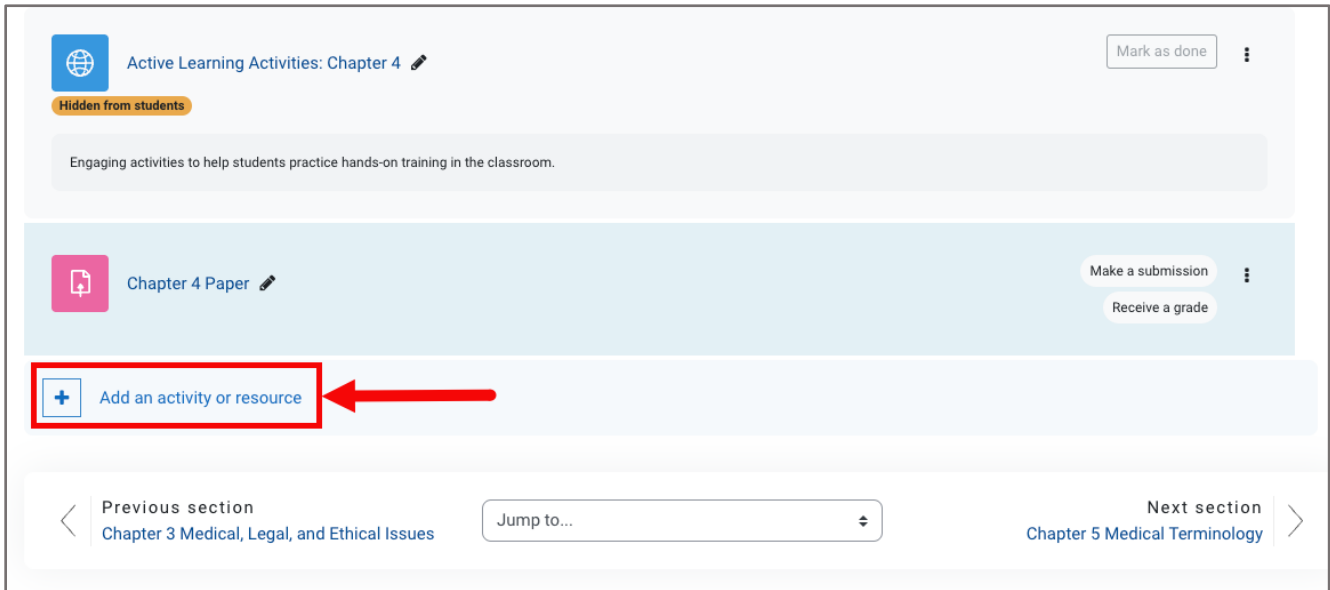 Active Learning Activities: Chapter 4
Mark as done
Hidden from students
Engaging activities to help students practice hands-on training in the classroom.
Chapter 4 Paper
Make a submission
Receive a grade
+ Add an activity or resource
Previous section
Chapter 3 Medical, Legal, and Ethical Issues
Jump to...
Next section
Chapter 5 Medical Terminology